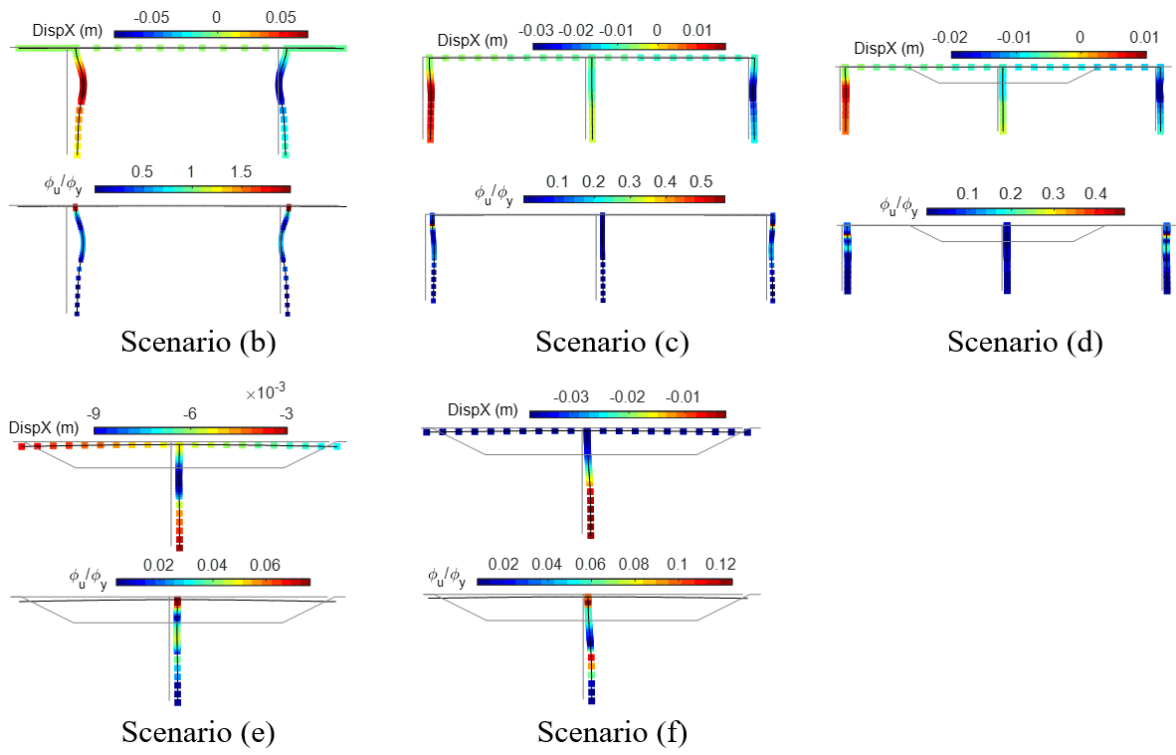 -0.05 0 0.05
DispX (m)
0.5 1 1.5
ϕu/ϕy
Scenario (b)
-0.03 -0.02 -0.01 0 0.01
DispX (m)
0.1 0.2 0.3 0.4 0.5
ϕu/ϕy
Scenario (c)
-0.02 -0.01 0 0.01
DispX (m)
0.1 0.2 0.3 0.4
ϕu/ϕy
Scenario (d)
×10-3
-9 -6 -3
DispX (m)
0.02 0.04 0.06
ϕu/ϕy
Scenario (e)
-0.03 -0.02 -0.01
DispX (m)
0.02 0.04 0.06 0.08 0.1 0.12
ϕu/ϕy
Scenario (f)